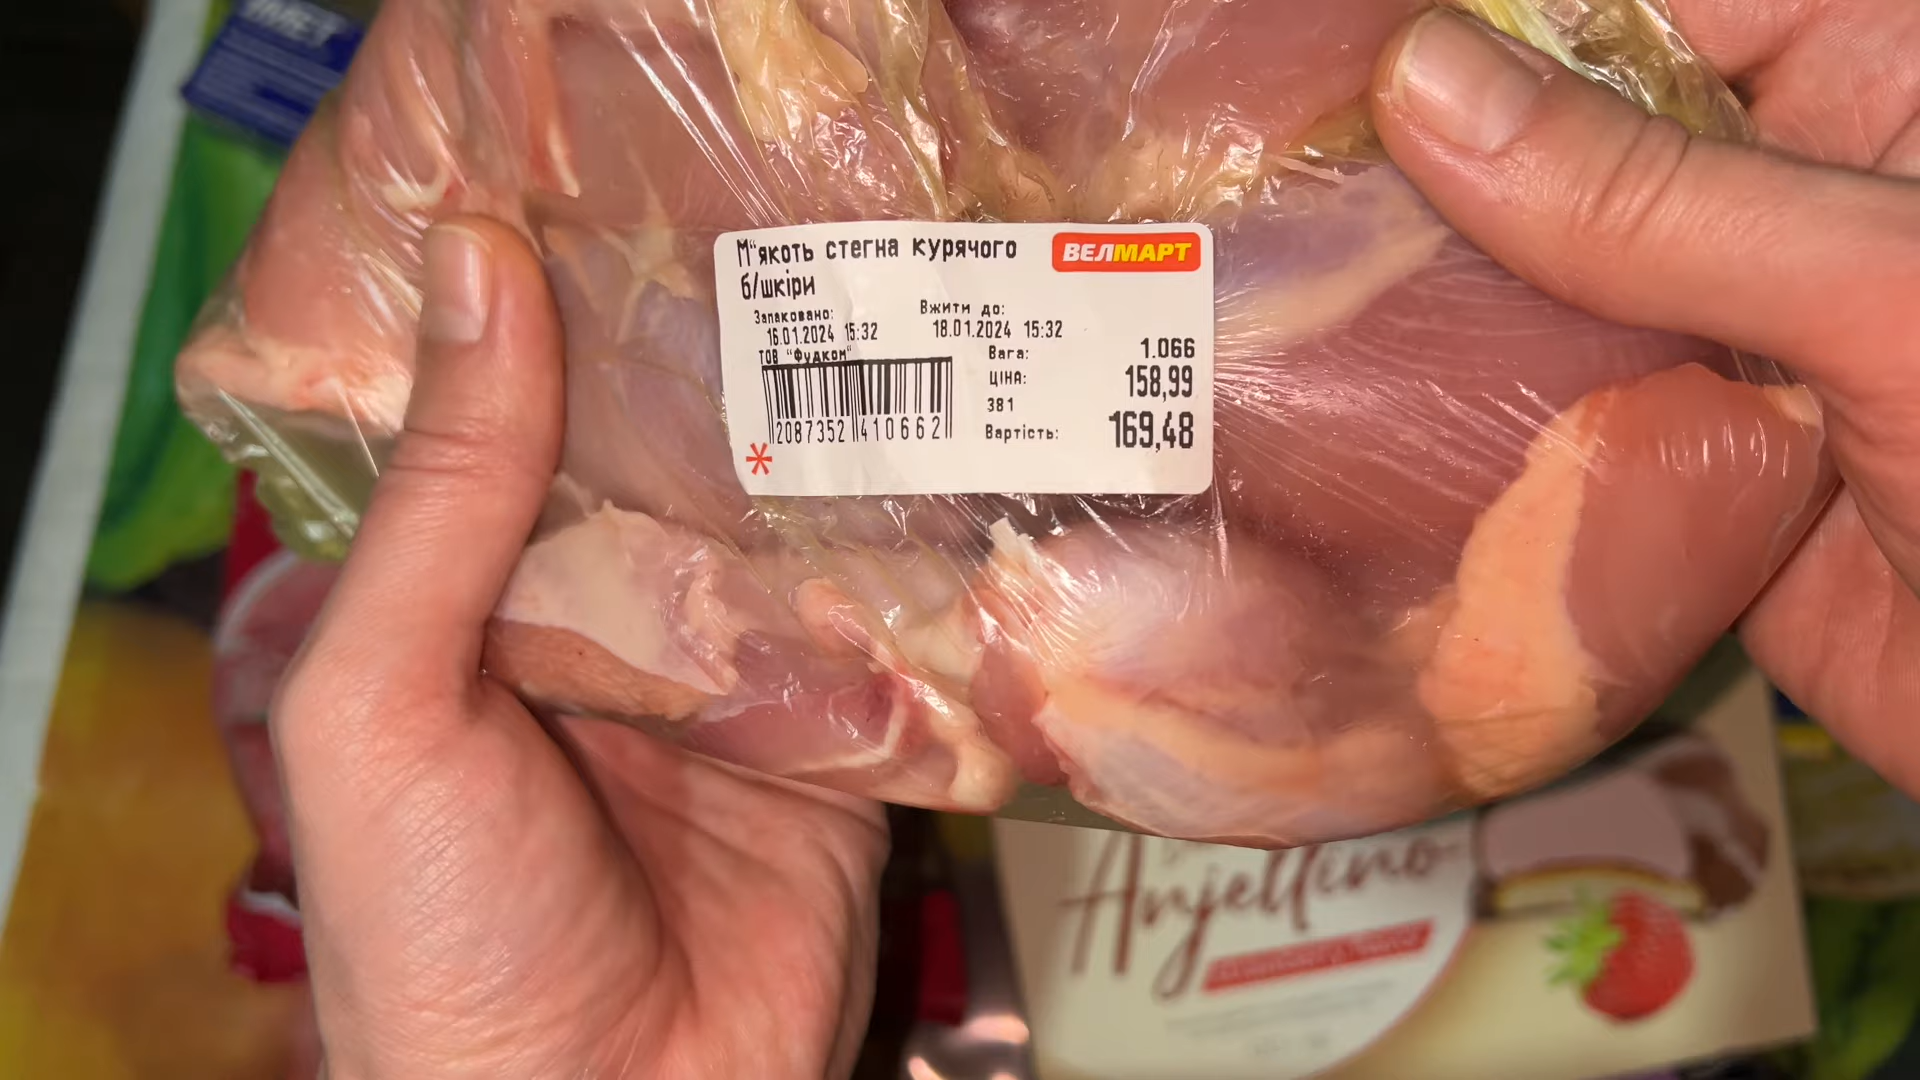 М“якоть стегна курячого
ВЕЛМАРТ
б/шкіри
Запаковано:
Вжити до:
16.01.2024 15:32
18.01.2024 15:32
ТОВ “Фудком“
Вага: 1.066
ЦІНА: 158,99
381
Вартість: 169,48
2087352 410662
*
Anjellino